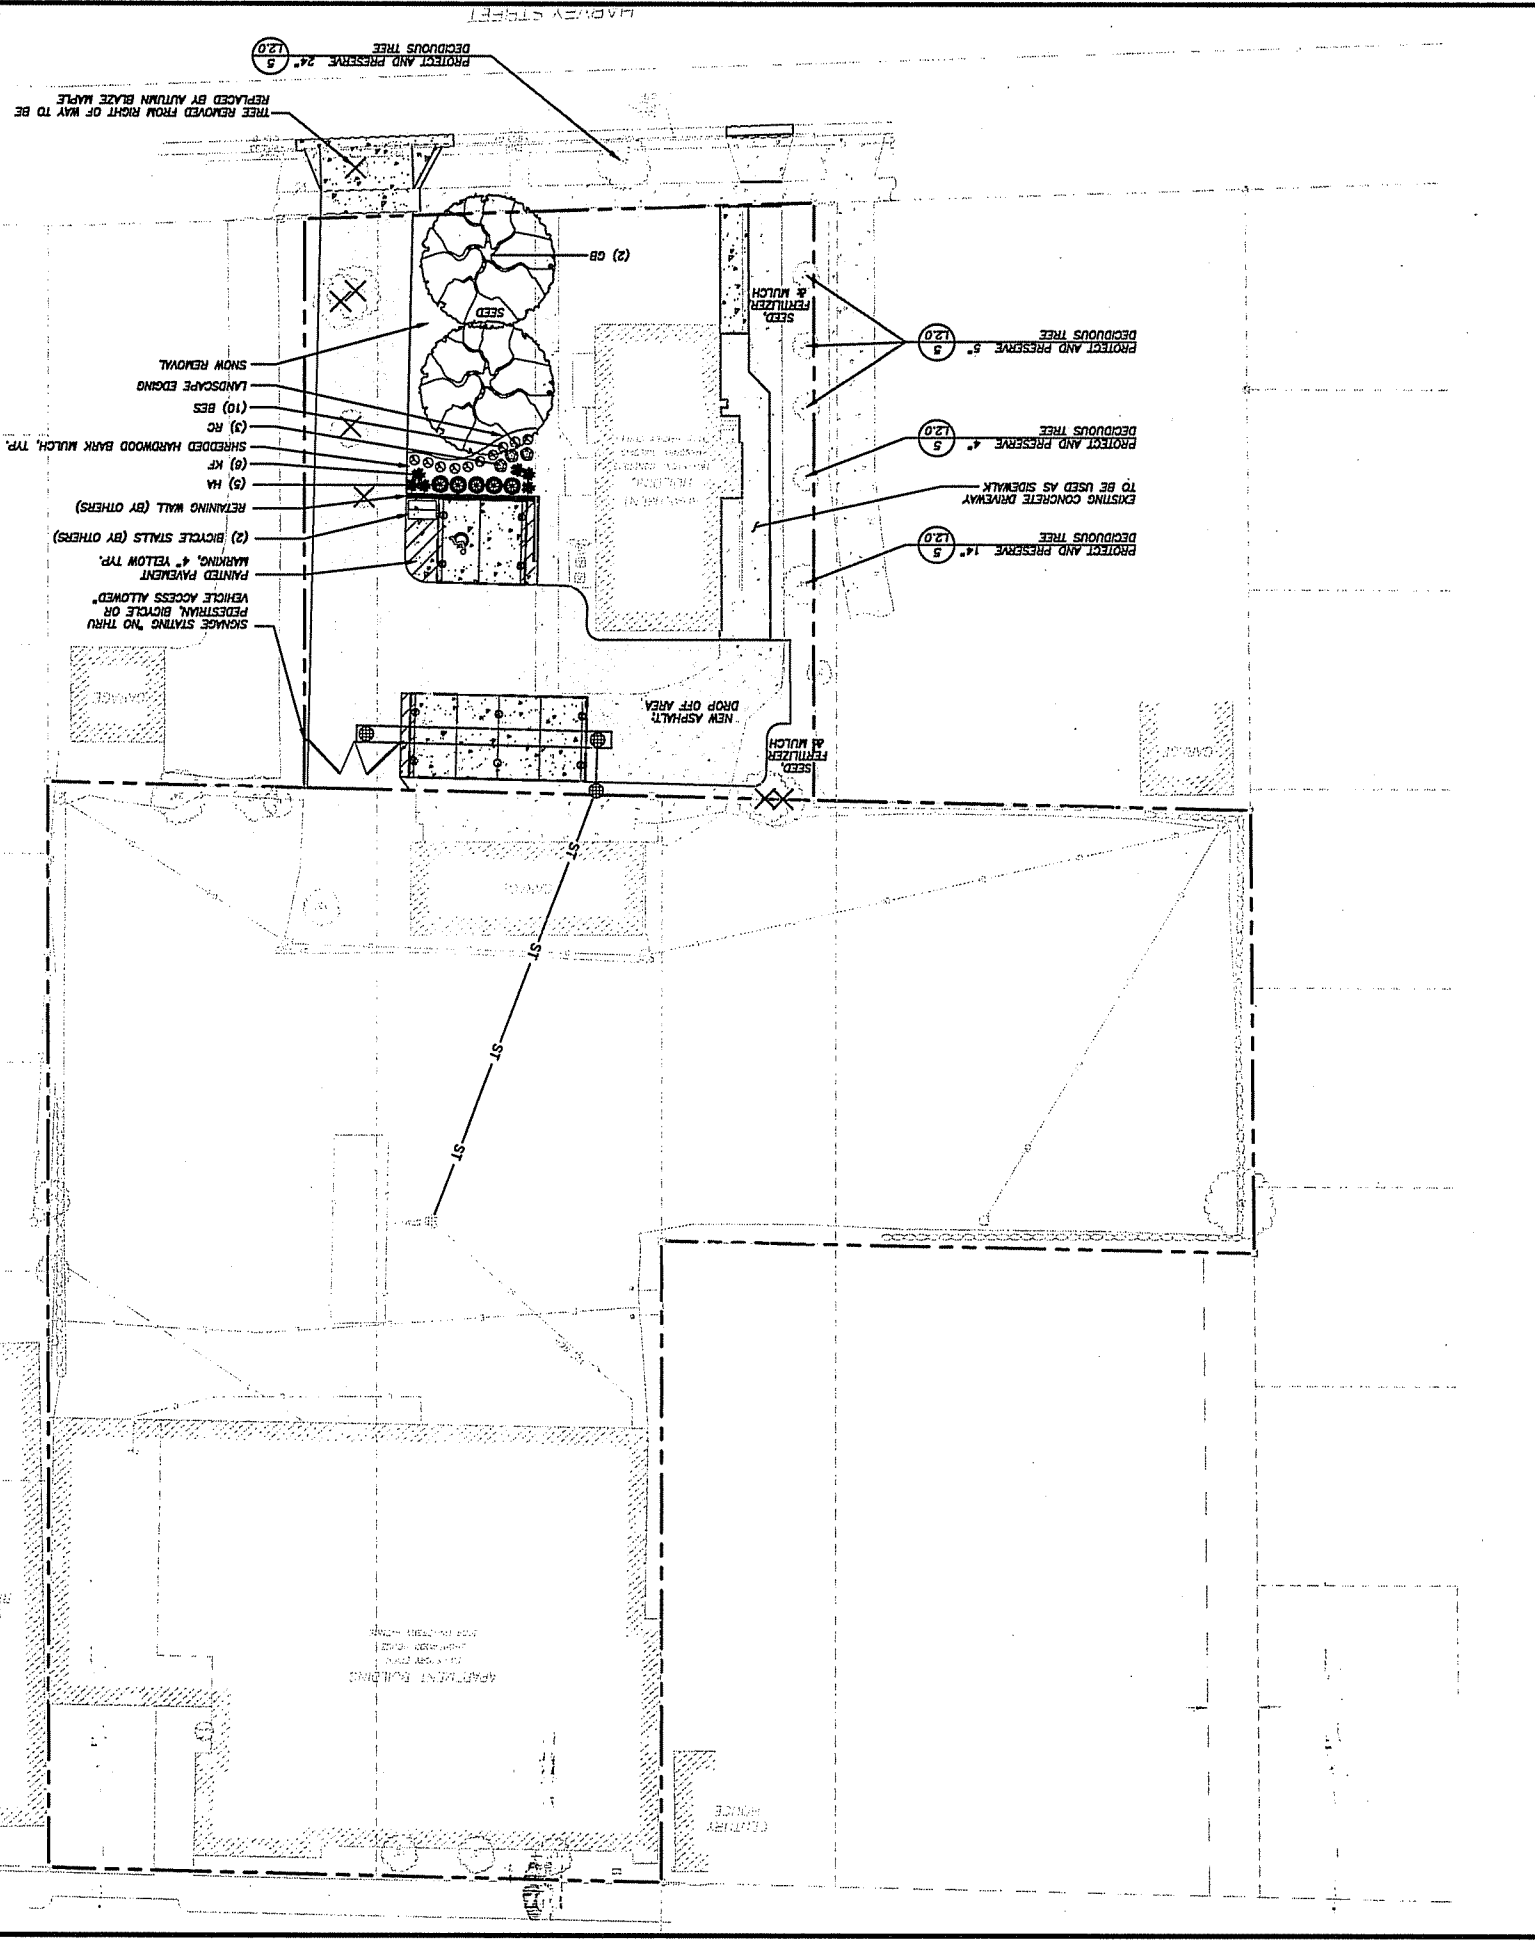 CENTURY
HOUSE
APARTMENT BUILDING
ST
ST
ST
ST
GARAGE
SEED,
FERTILIZER
& MULCH
NEW ASPHALT:
DROP OFF AREA
GARAGE
SIGNAGE STATING "NO THRU
PEDESTRIAN, BICYCLE OR
VEHICLE ACCESS ALLOWED"
PAINTED PAVEMENT
MARKING, 4" YELLOW TYP.
(2) BICYCLE STALLS (BY OTHERS)
RETAINING WALL (BY OTHERS)
(5) HA
(6) KF
SHREDDED HARDWOOD BARK MULCH, TYP.
(3) RC
(10) BES
LANDSCAPE EDGING
SNOW REMOVAL
PROTECT AND PRESERVE 14"
DECIDUOUS TREE
5
L2.0
EXISTING CONCRETE DRIVEWAY
TO BE USED AS SIDEWALK
PROTECT AND PRESERVE 4"
DECIDUOUS TREE
5
L2.0
PROTECT AND PRESERVE 5"
DECIDUOUS TREE
5
L2.0
BUILDING
SEED,
FERTILIZER
& MULCH
SEED
(2) GB
TREE REMOVED FROM RIGHT OF WAY TO BE
REPLACED BY AUTUMN BLAZE MAPLE
PROTECT AND PRESERVE 24"
DECIDUOUS TREE
5
L2.0
HARVEY STREET